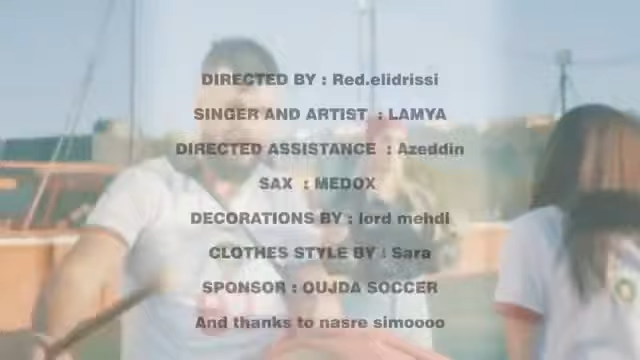 DIRECTED BY : Red.elidrissi
SINGER AND ARTIST : LAMYA
DIRECTED ASSISTANCE : Azeddin
SAX : MEDOX
DECORATIONS BY : lord mehdi
CLOTHES STYLE BY : Sara
SPONSOR : OUJDA SOCCER
And thanks to nasre simoooo